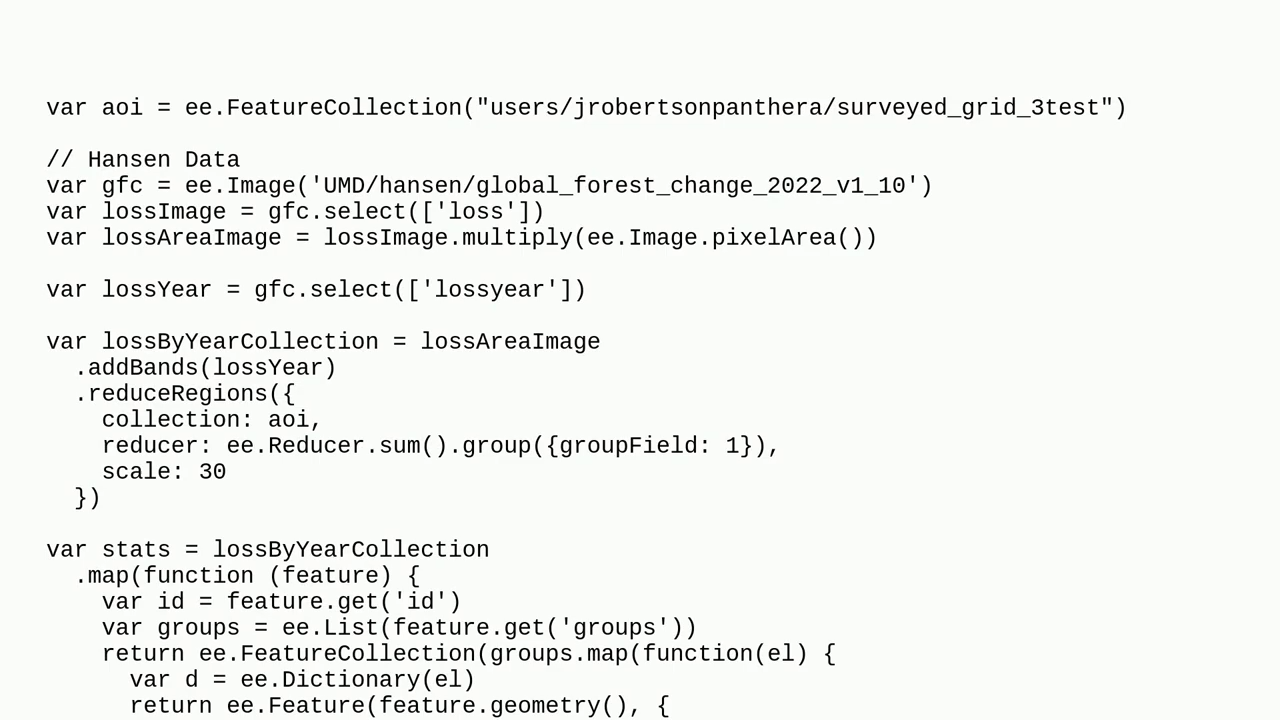 var aoi = ee.FeatureCollection("users/jrobertsonpanthera/surveyed_grid_3test")
// Hansen Data
var gfc = ee.Image('UMD/hansen/global_forest_change_2022_v1_10')
var lossImage = gfc.select(['loss'])
var lossAreaImage = lossImage.multiply(ee.Image.pixelArea())
var lossYear = gfc.select(['lossyear'])
var lossByYearCollection = lossAreaImage
  .addBands(lossYear)
  .reduceRegions({
    collection: aoi,
    reducer: ee.Reducer.sum().group({groupField: 1}),
    scale: 30
  })
var stats = lossByYearCollection
  .map(function (feature) {
    var id = feature.get('id')
    var groups = ee.List(feature.get('groups'))
    return ee.FeatureCollection(groups.map(function(el) {
      var d = ee.Dictionary(el)
      return ee.Feature(feature.geometry(), {